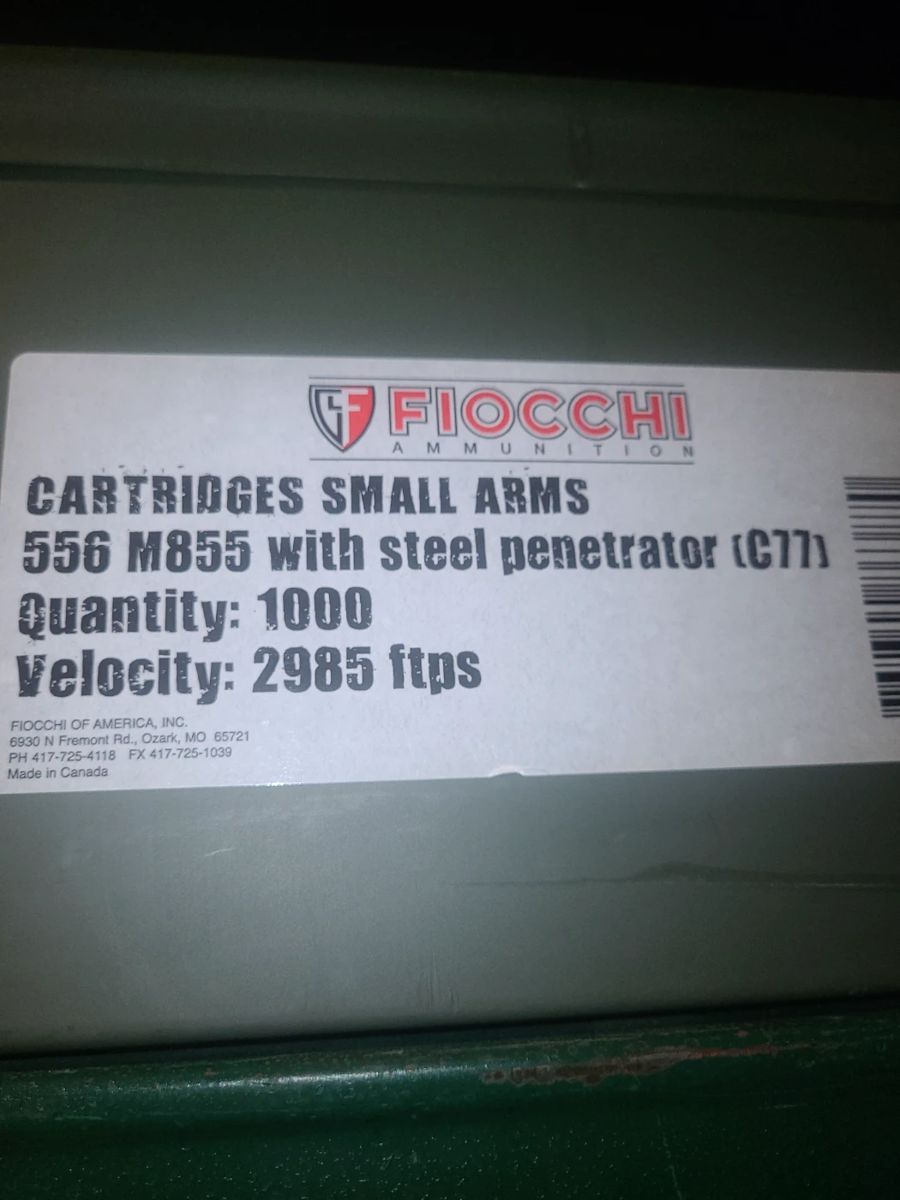 FIOCCHI
AMMUNITION
CARTRIDGES SMALL ARMS
556 M855 with steel penetrator (C77)
Quantity: 1000
Velocity: 2985 ftps
FIOCCHI OF AMERICA, INC.
6930 N Fremont Rd., Ozark, MO 65721
PH 417-725-4118 FX 417-725-1039
Made in Canada